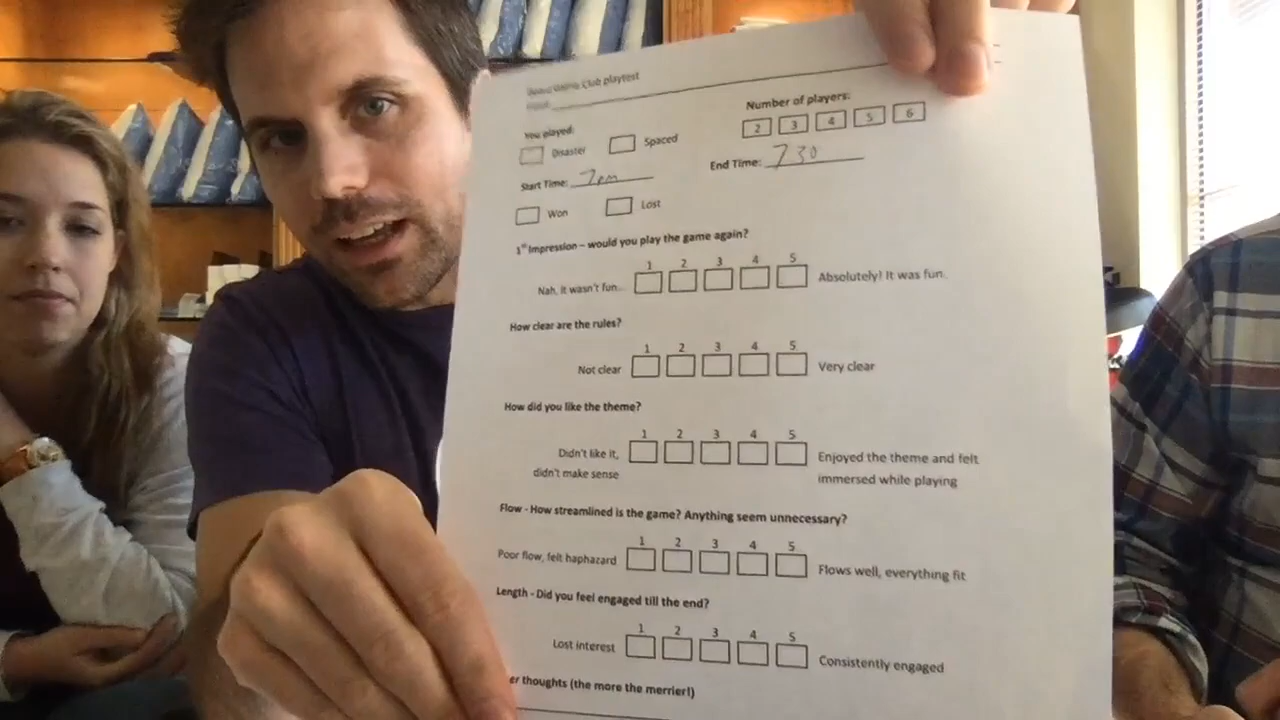 Club playtest
You played:
Number of players:
Disaster Spaced
2 3 4 5 6
Start Time: 7pm
End Time: 730
Won Lost
1st Impression – would you play the game again?
1 2 3 4 5
Nah, it wasn't fun.. Absolutely! It was fun.
How clear are the rules?
1 2 3 4 5
Not clear Very clear
How did you like the theme?
1 2 3 4 5
Didn't like it, Enjoyed the theme and felt
didn't make sense immersed while playing
Flow - How streamlined is the game? Anything seem unnecessary?
1 2 3 4 5
Poor flow, felt haphazard Flows well, everything fit
Length - Did you feel engaged till the end?
1 2 3 4 5
Lost interest Consistently engaged
er thoughts (the more the merrier!)